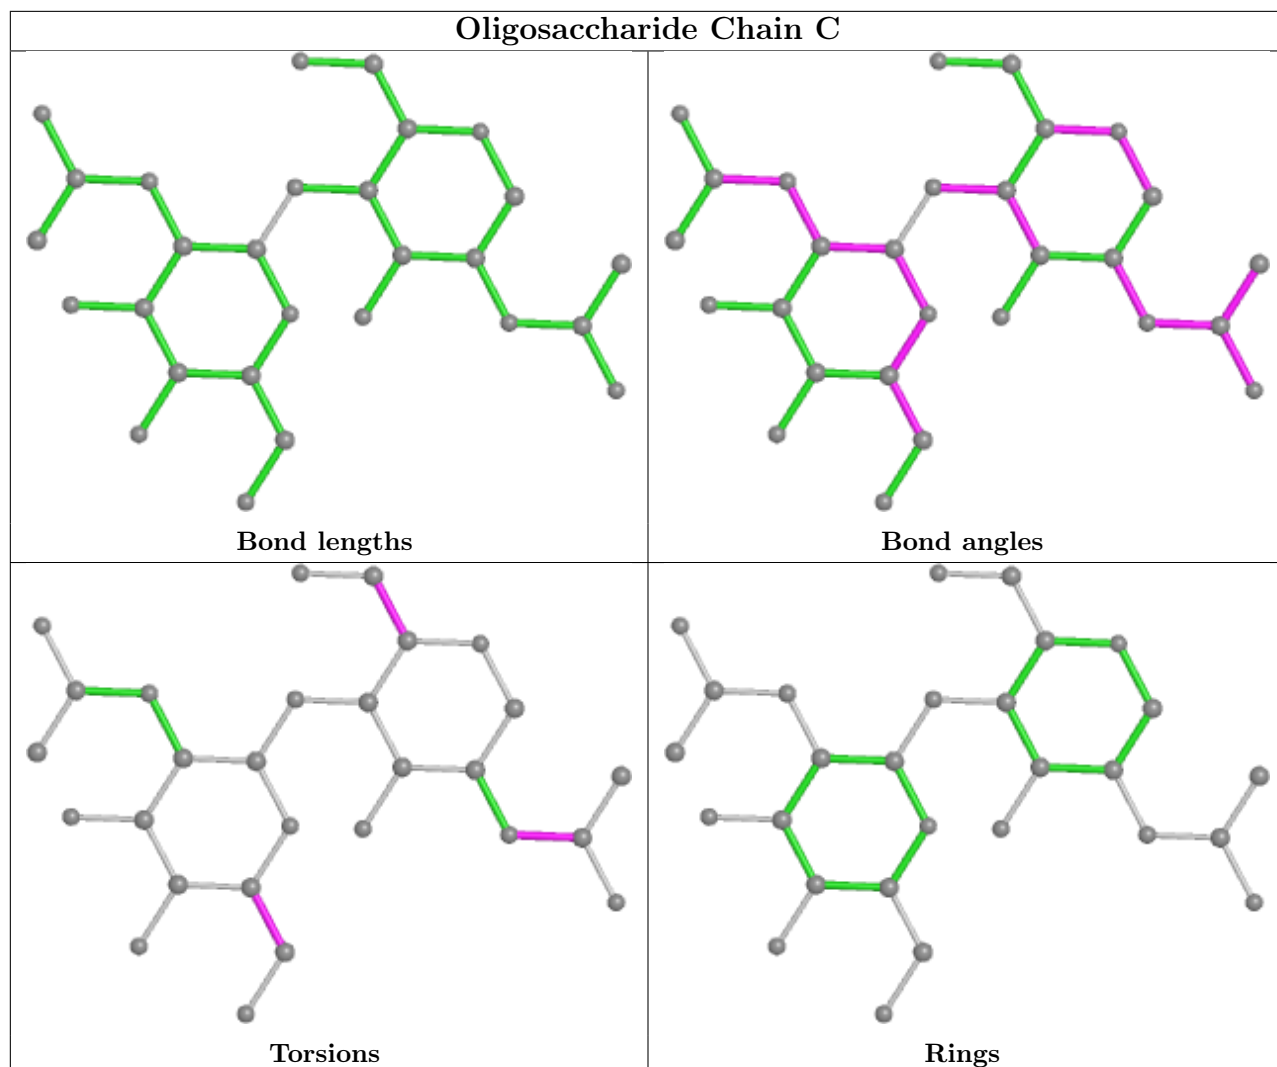 Oligosaccharide Chain C
Bond lengths
Bond angles
Torsions
Rings